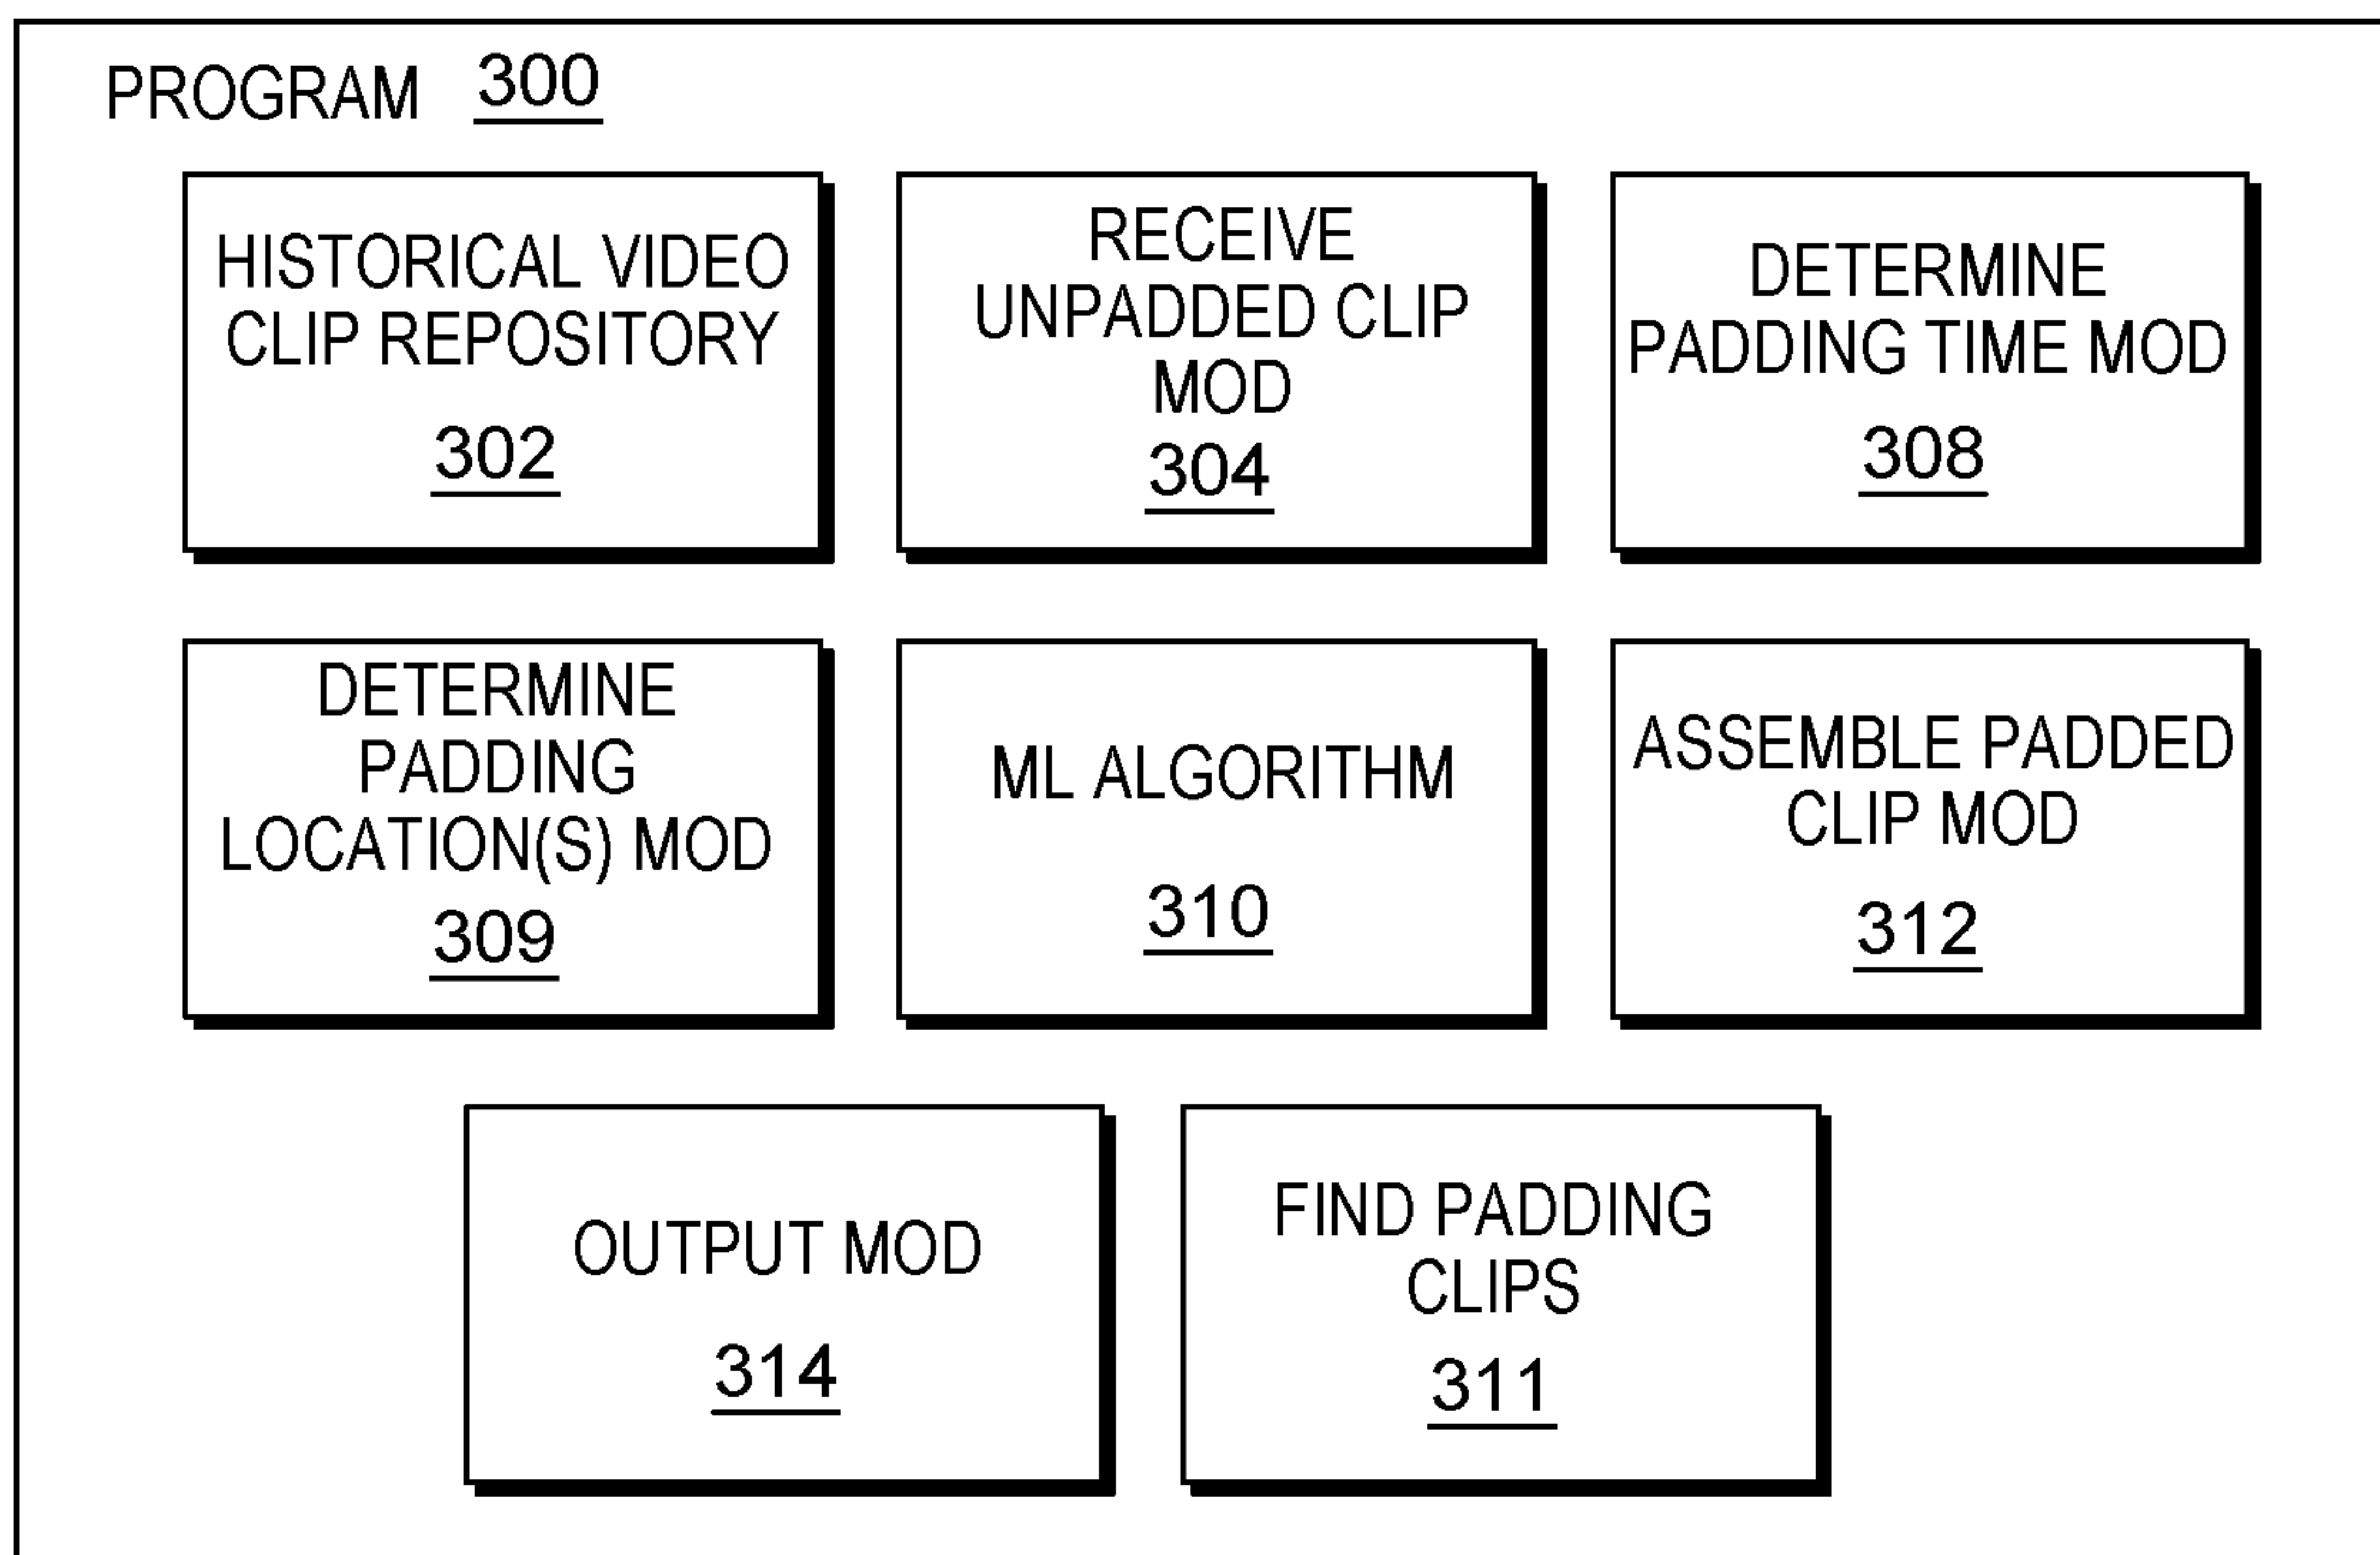 PROGRAM 300
HISTORICAL VIDEO
CLIP REPOSITORY
302
RECEIVE
UNPADDED CLIP
MOD
304
DETERMINE
PADDING TIME MOD
308
DETERMINE
PADDING
LOCATION(S) MOD
309
ML ALGORITHM
310
ASSEMBLE PADDED
CLIP MOD
312
OUTPUT MOD
314
FIND PADDING
CLIPS
311